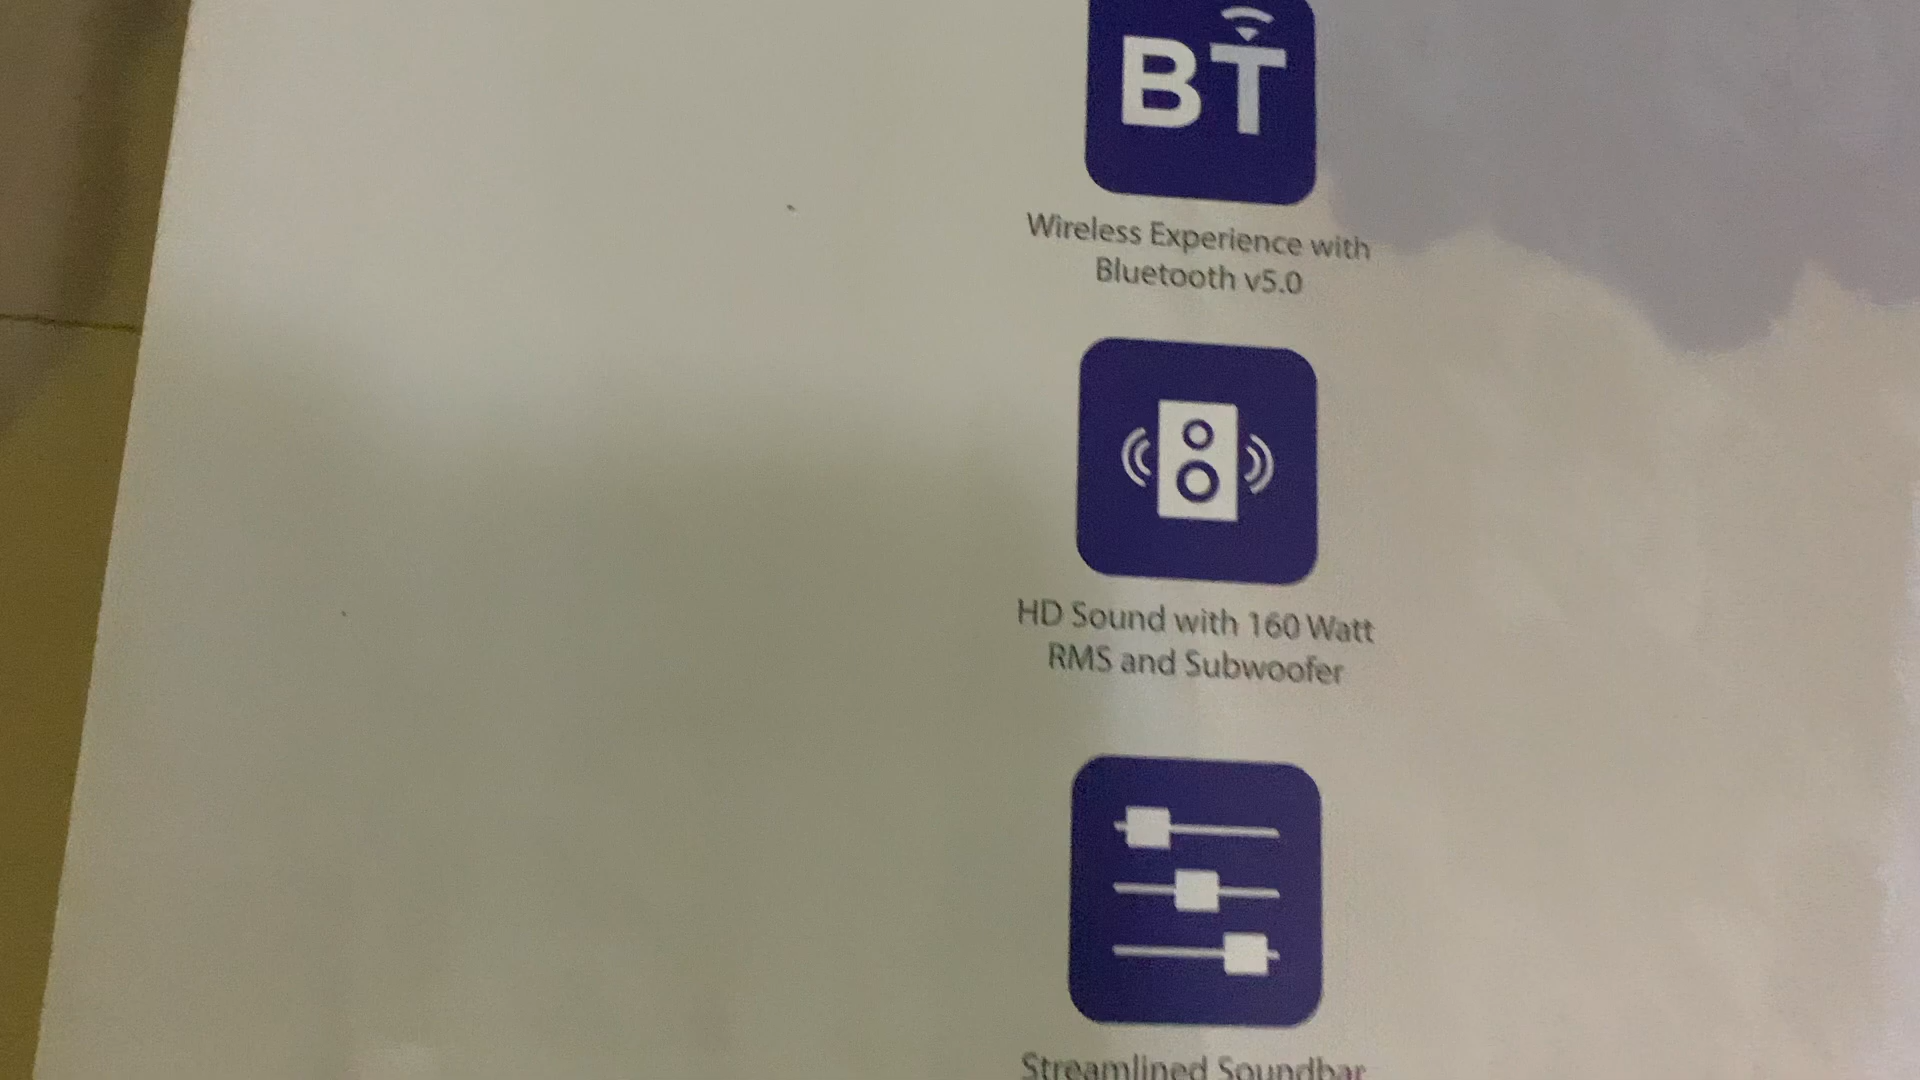 BT
Wireless Experience with
Bluetooth v5.0
HD Sound with 160 Watt
RMS and Subwoofer
Streamlined Soundbar